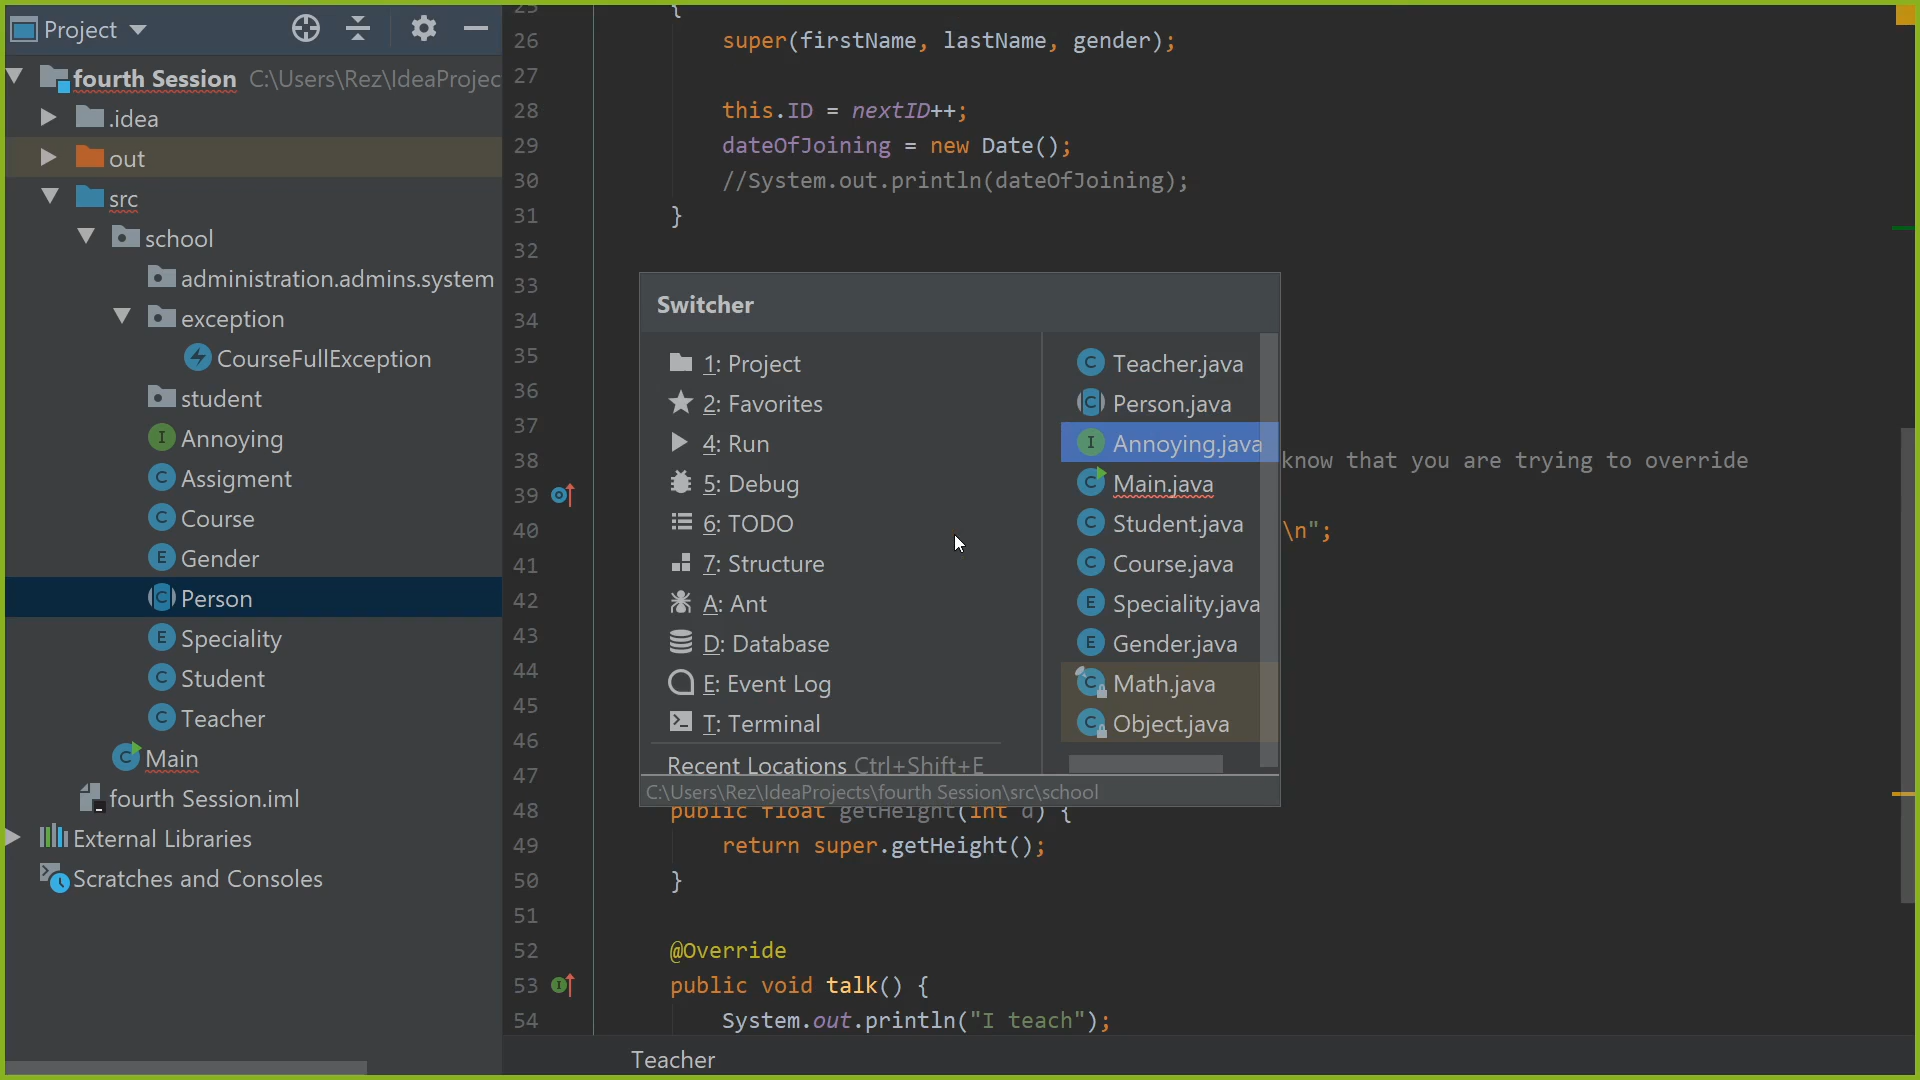 Project
fourth Session C:\Users\Rez\IdeaProjec
.idea
out
src
school
administration.admins.system
exception
CourseFullException
student
Annoying
Assigment
Course
Gender
Person
Speciality
Student
Teacher
Main
fourth Session.iml
External Libraries
Scratches and Consoles
25 {
26 super(firstName, lastName, gender);
27
28 this.ID = nextID++;
29 dateOfJoining = new Date();
30 //System.out.println(dateOfJoining);
31 }
32
33
34
35
36
37
38 know that you are trying to override
39
40 \n";
41
42
43
44
45
46
47
48 public float getHeight(int d) {
49 return super.getHeight();
50 }
51
52 @Override
53 public void talk() {
54 System.out.println("I teach");
Teacher
Switcher
1: Project
2: Favorites
4: Run
5: Debug
6: TODO
7: Structure
A: Ant
D: Database
E: Event Log
T: Terminal
Recent Locations Ctrl+Shift+E
Teacher.java
Person.java
Annoying.java
Main.java
Student.java
Course.java
Speciality.java
Gender.java
Math.java
Object.java
C:\Users\Rez\IdeaProjects\fourth Session\src\school